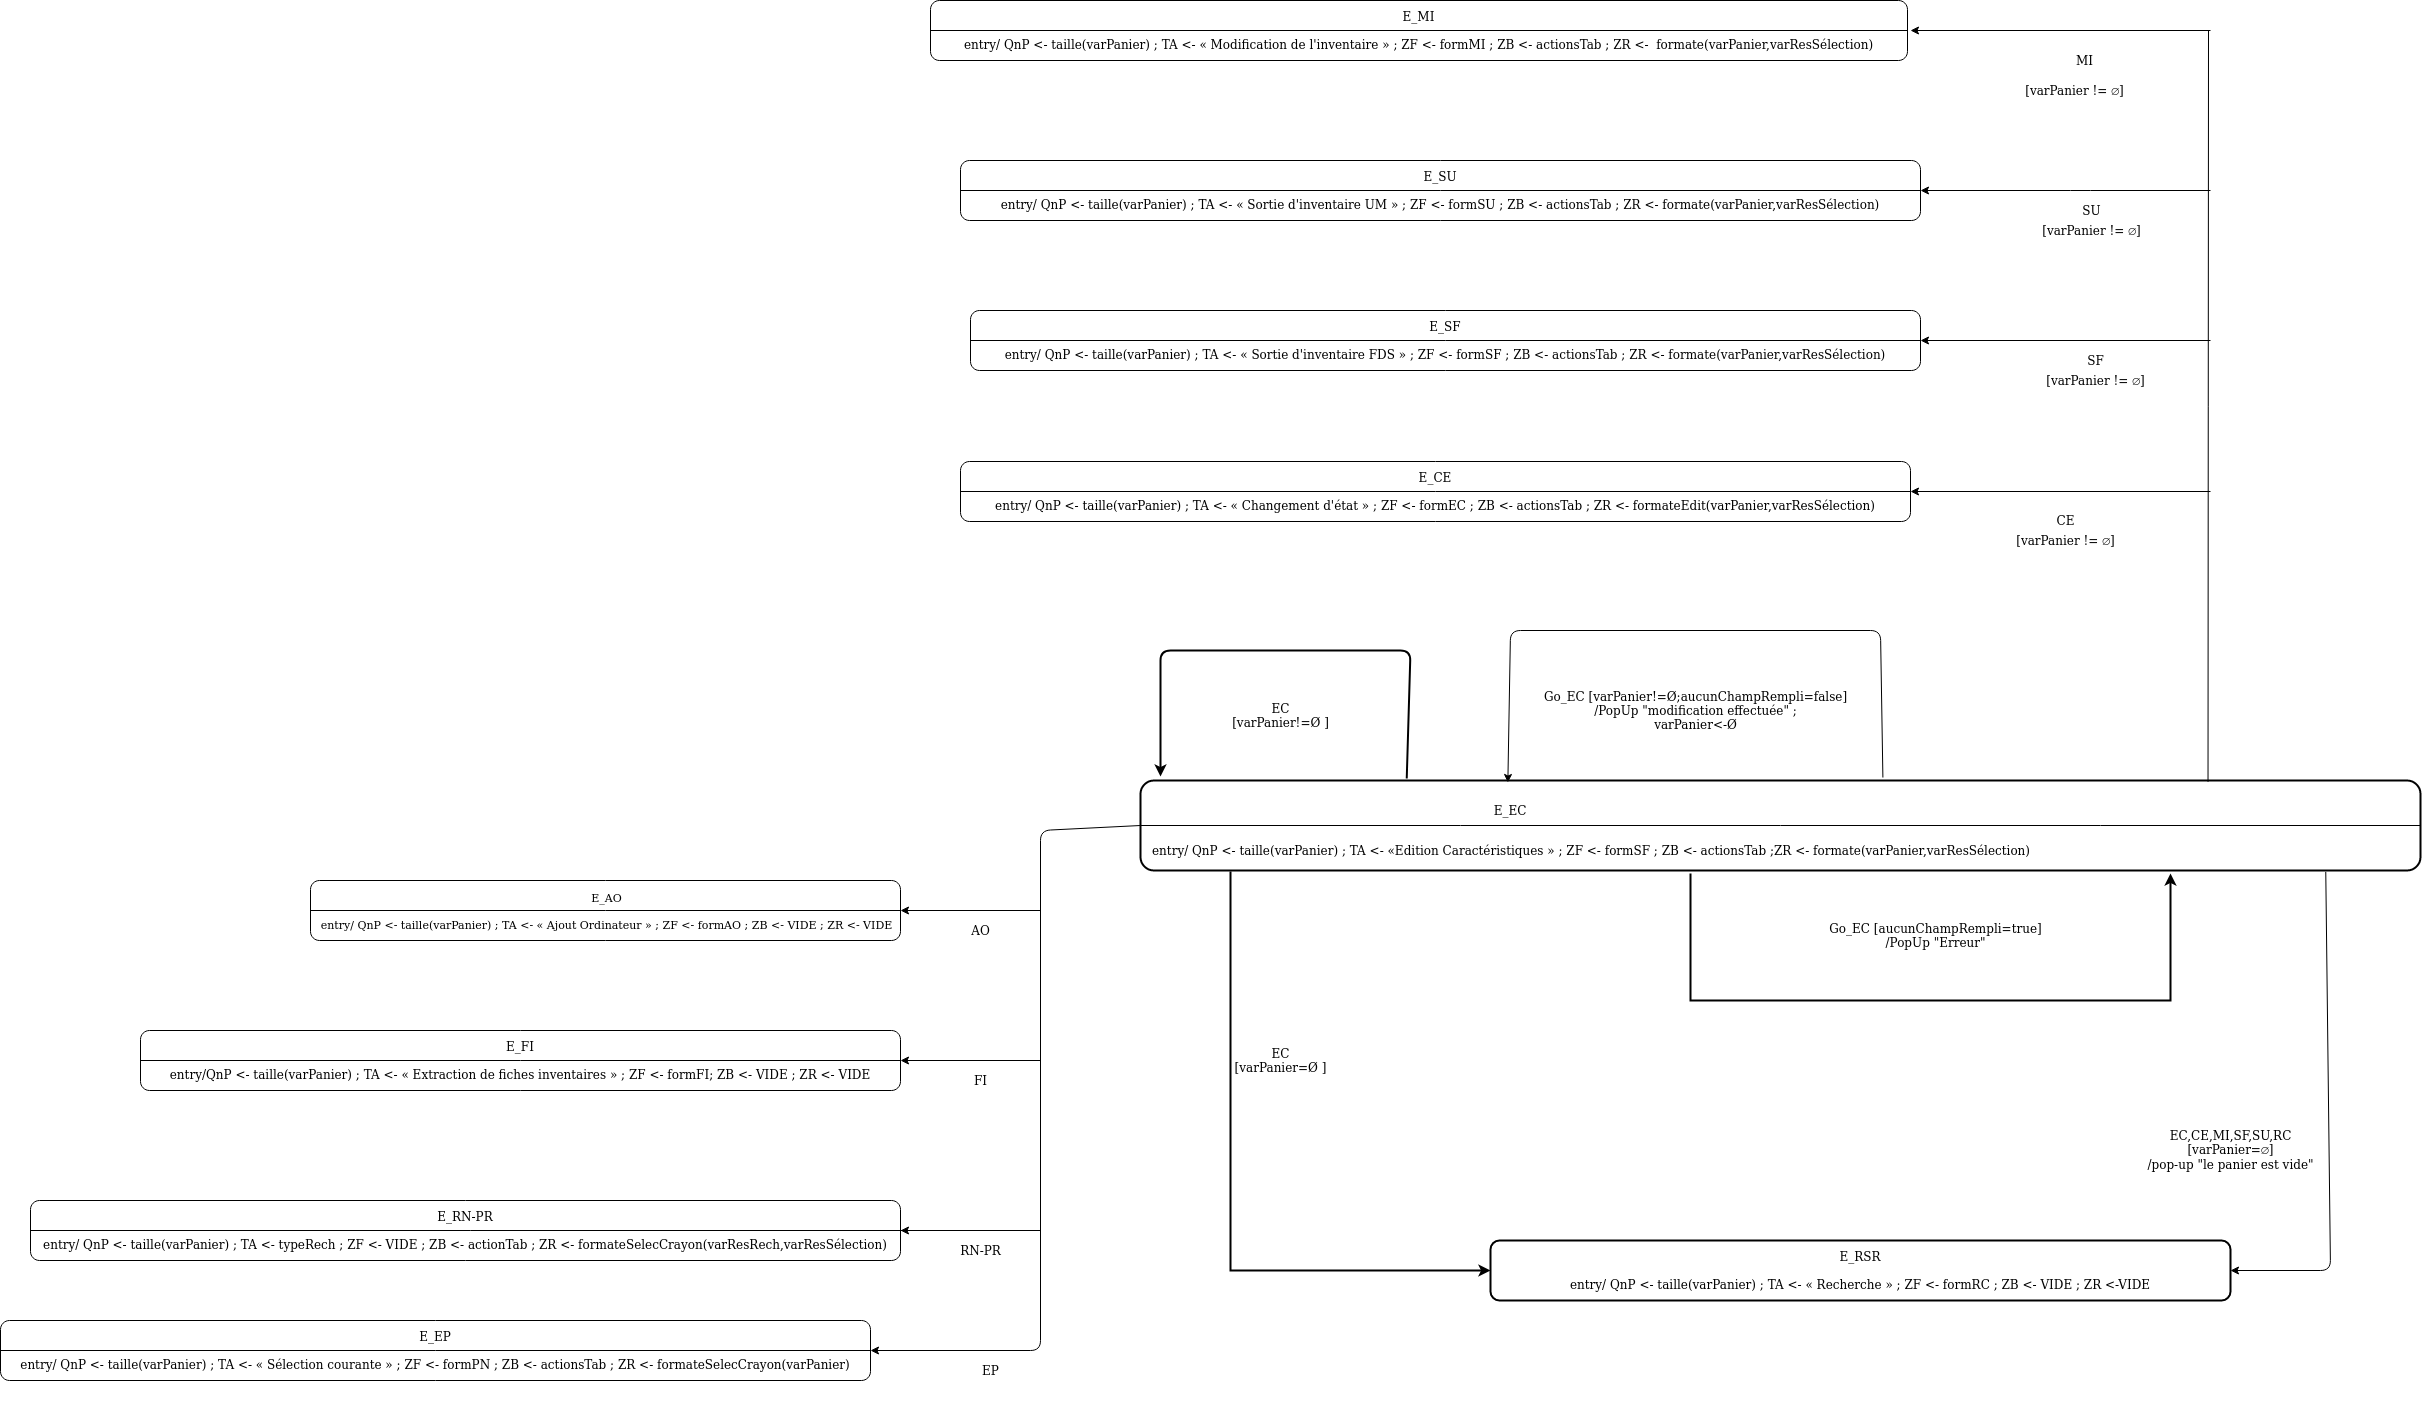 E_MI
entry/ QnP <- taille(varPanier) ; TA <- « Modification de l'inventaire » ; ZF <- formMI ; ZB <- actionsTab ; ZR <-  formate(varPanier,varResSélection)
MI
[varPanier != ∅]
E_SU
entry/ QnP <- taille(varPanier) ; TA <- « Sortie d'inventaire UM » ; ZF <- formSU ; ZB <- actionsTab ; ZR <- formate(varPanier,varResSélection)
SU
[varPanier != ∅]
E_SF
entry/ QnP <- taille(varPanier) ; TA <- « Sortie d'inventaire FDS » ; ZF <- formSF ; ZB <- actionsTab ; ZR <- formate(varPanier,varResSélection)
SF
[varPanier != ∅]
E_CE
entry/ QnP <- taille(varPanier) ; TA <- « Changement d'état » ; ZF <- formEC ; ZB <- actionsTab ; ZR <- formateEdit(varPanier,varResSélection)
CE
[varPanier != ∅]
EC
[varPanier!=Ø ]
Go_EC [varPanier!=Ø;aucunChampRempli=false]
/PopUp "modification effectuée" ;
varPanier<-Ø
E_EC
entry/ QnP <- taille(varPanier) ; TA <- «Edition Caractéristiques » ; ZF <- formSF ; ZB <- actionsTab ;ZR <- formate(varPanier,varResSélection)
E_AO
entry/ QnP <- taille(varPanier) ; TA <- « Ajout Ordinateur » ; ZF <- formAO ; ZB <- VIDE ; ZR <- VIDE
AO
Go_EC [aucunChampRempli=true]
/PopUp "Erreur"
E_FI
entry/QnP <- taille(varPanier) ; TA <- « Extraction de fiches inventaires » ; ZF <- formFI; ZB <- VIDE ; ZR <- VIDE
FI
EC
[varPanier=Ø ]
EC,CE,MI,SF,SU,RC
[varPanier=∅]
/pop-up "le panier est vide"
E_RN-PR
entry/ QnP <- taille(varPanier) ; TA <- typeRech ; ZF <- VIDE ; ZB <- actionTab ; ZR <- formateSelecCrayon(varResRech,varResSélection)
RN-PR
E_RSR
entry/ QnP <- taille(varPanier) ; TA <- « Recherche » ; ZF <- formRC ; ZB <- VIDE ; ZR <-VIDE
E_EP
entry/ QnP <- taille(varPanier) ; TA <- « Sélection courante » ; ZF <- formPN ; ZB <- actionsTab ; ZR <- formateSelecCrayon(varPanier)
EP